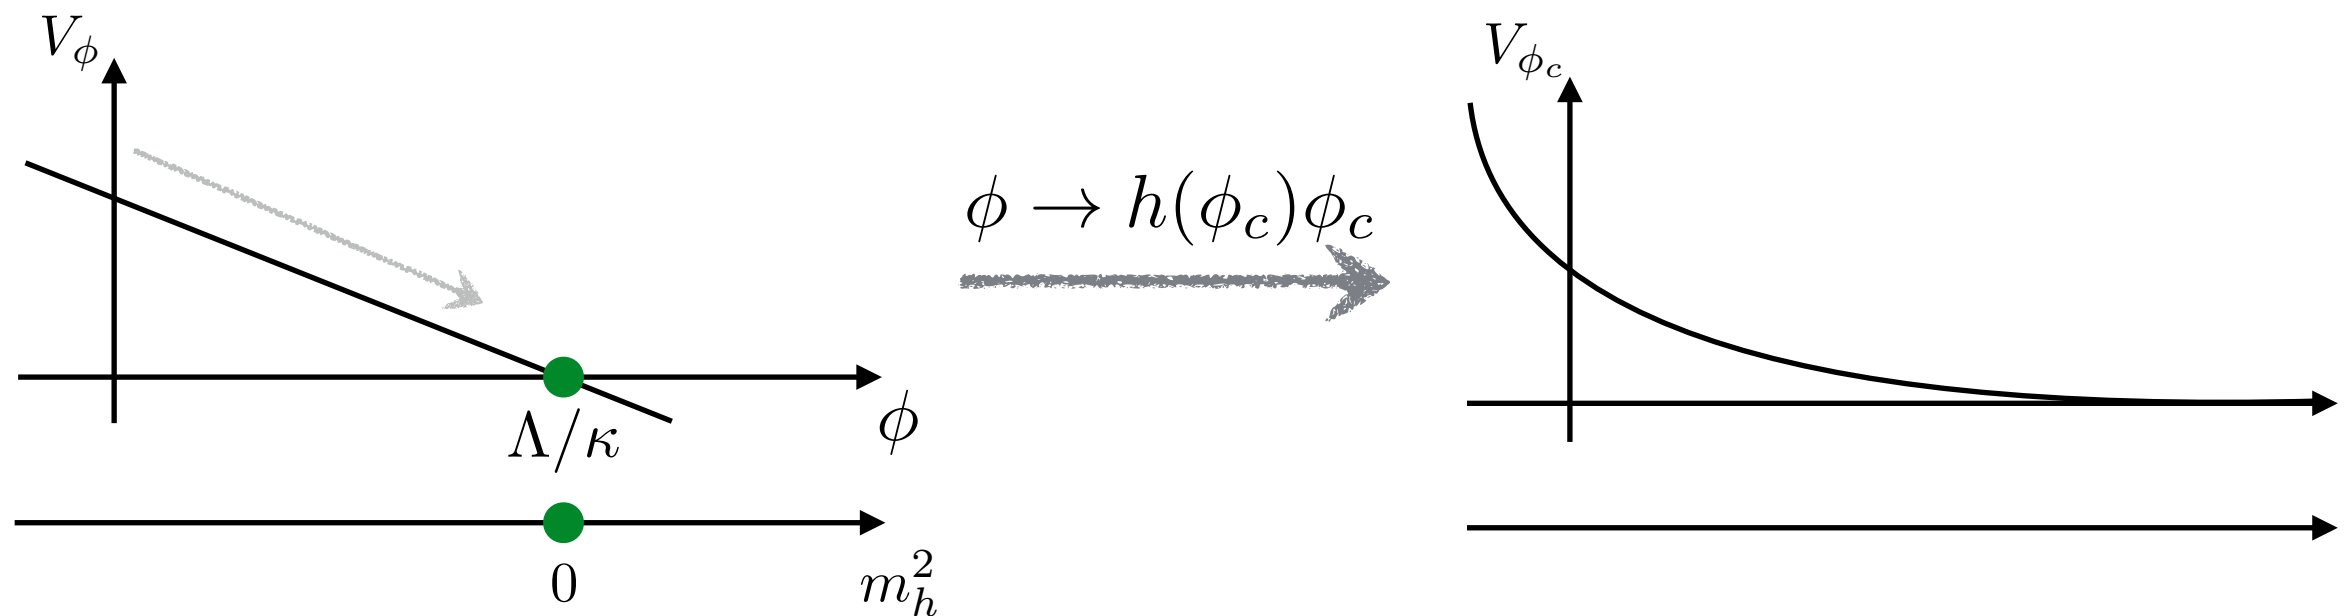 V_ϕ
V_{ϕ_c}
ϕ → h(ϕ_c)ϕ_c
ϕ
Λ/κ
0
m_h^2